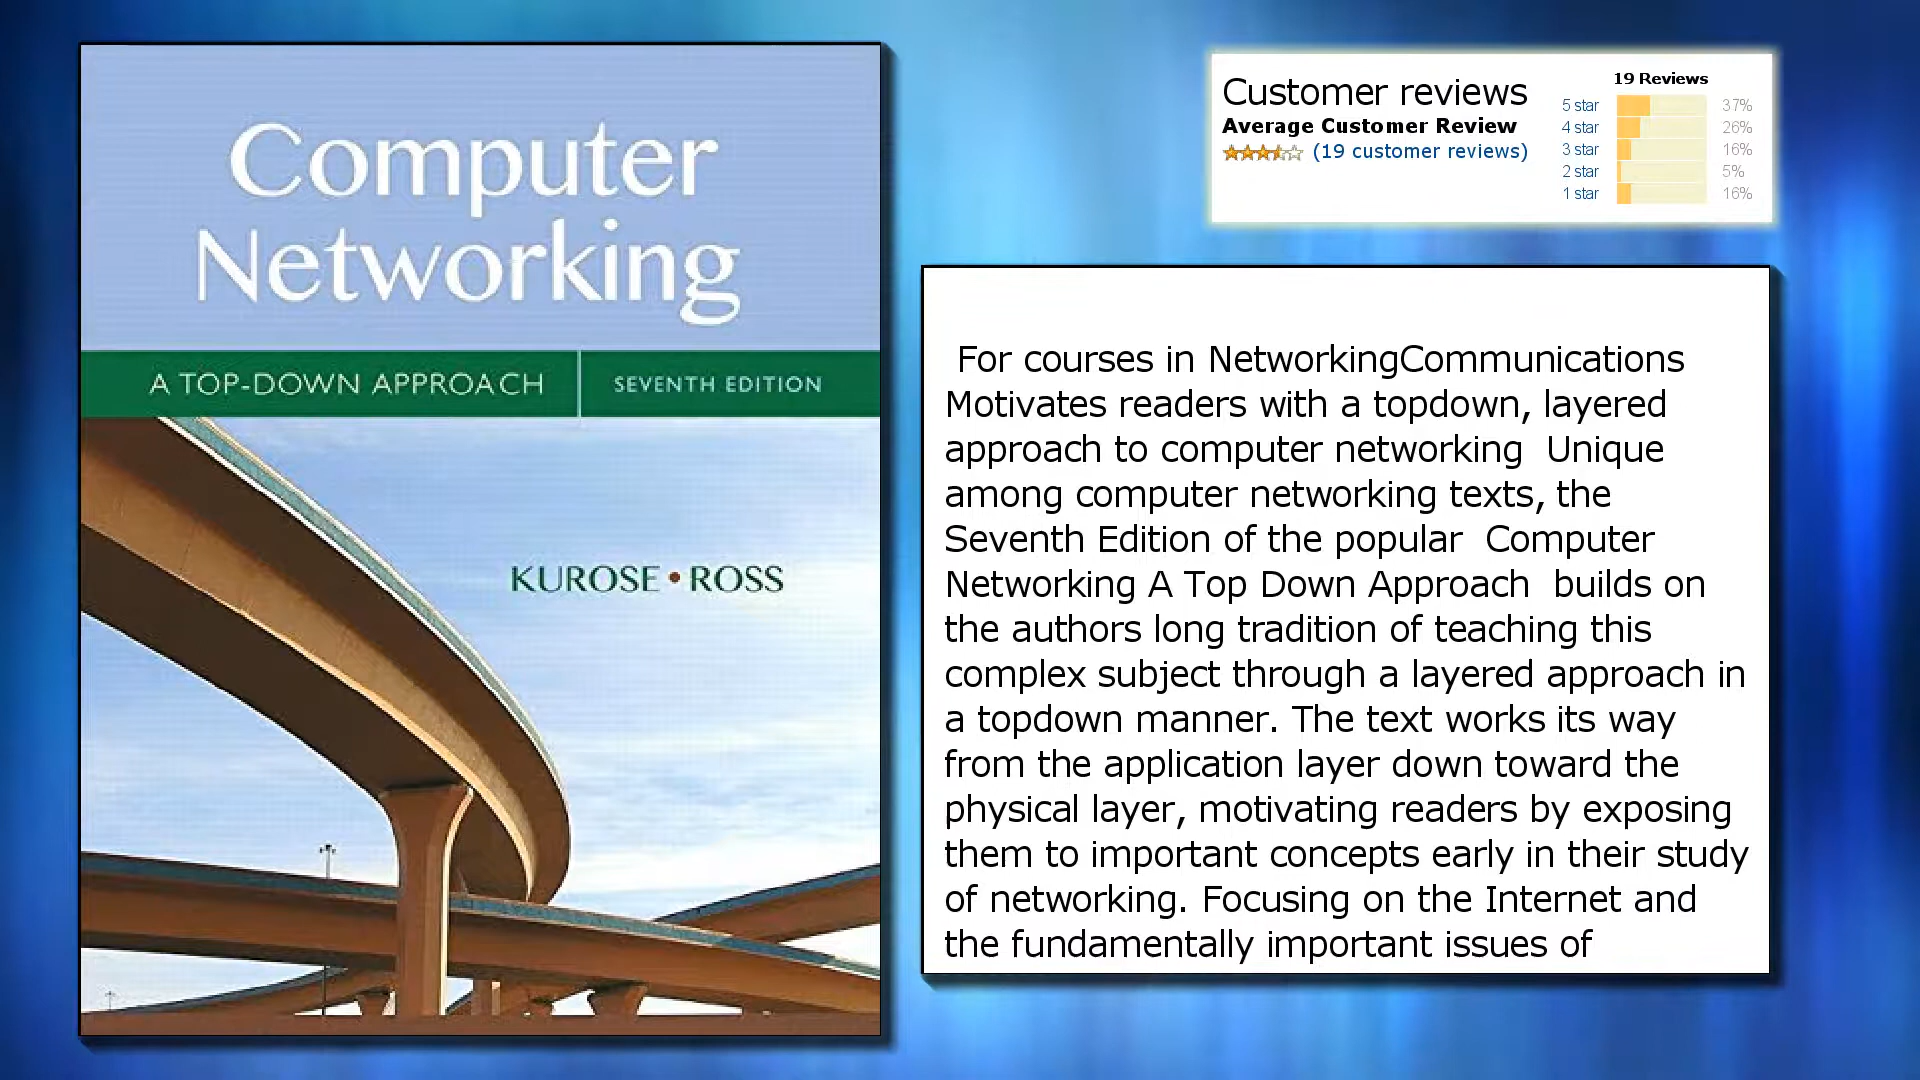 Computer
Networking
A TOP-DOWN APPROACH
SEVENTH EDITION
KUROSE • ROSS
Customer reviews
Average Customer Review
(19 customer reviews)
19 Reviews
5 star 37%
4 star 26%
3 star 16%
2 star 5%
1 star 16%
For courses in NetworkingCommunications
Motivates readers with a topdown, layered
approach to computer networking  Unique
among computer networking texts, the
Seventh Edition of the popular  Computer
Networking A Top Down Approach  builds on
the authors long tradition of teaching this
complex subject through a layered approach in
a topdown manner. The text works its way
from the application layer down toward the
physical layer, motivating readers by exposing
them to important concepts early in their study
of networking. Focusing on the Internet and
the fundamentally important issues of